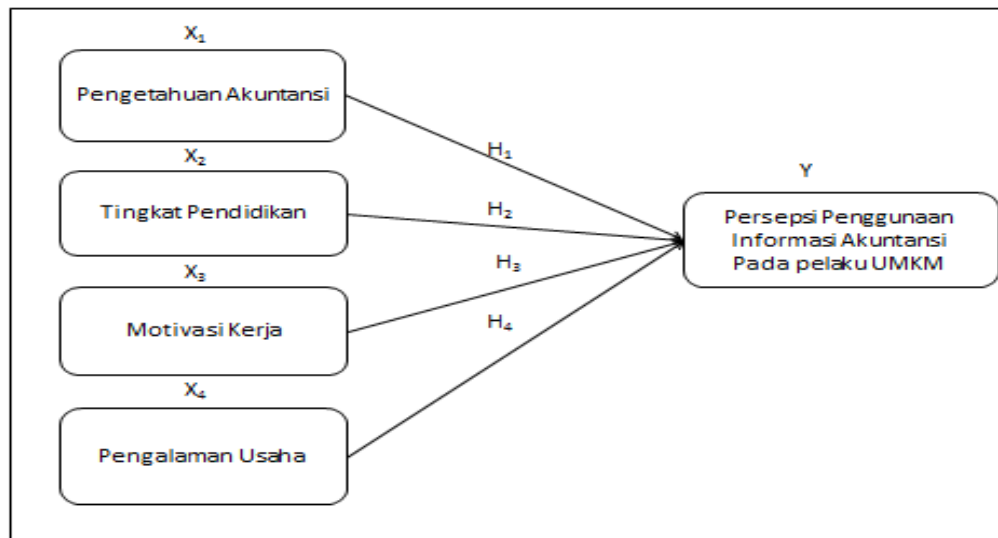 X₁
Pengetahuan Akuntansi
H₁
X₂
Tingkat Pendidikan
H₂
Y
Persepsi Penggunaan
Informasi Akuntansi
Pada pelaku UMKM
X₃
H₃
Motivasi Kerja
H₄
X₄
Pengalaman Usaha